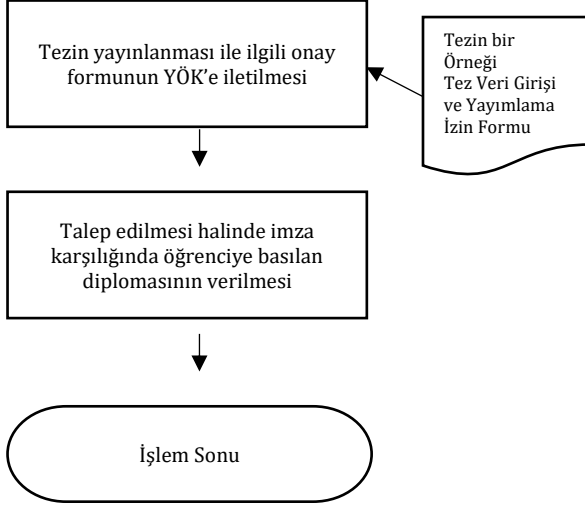 Tezin yayınlanması ile ilgili onay
formunun YÖK’e iletilmesi
Tezin bir
Örneği
Tez Veri Girişi
ve Yayımlama
İzin Formu
Talep edilmesi halinde imza
karşılığında öğrenciye basılan
diplomasının verilmesi
İşlem Sonu